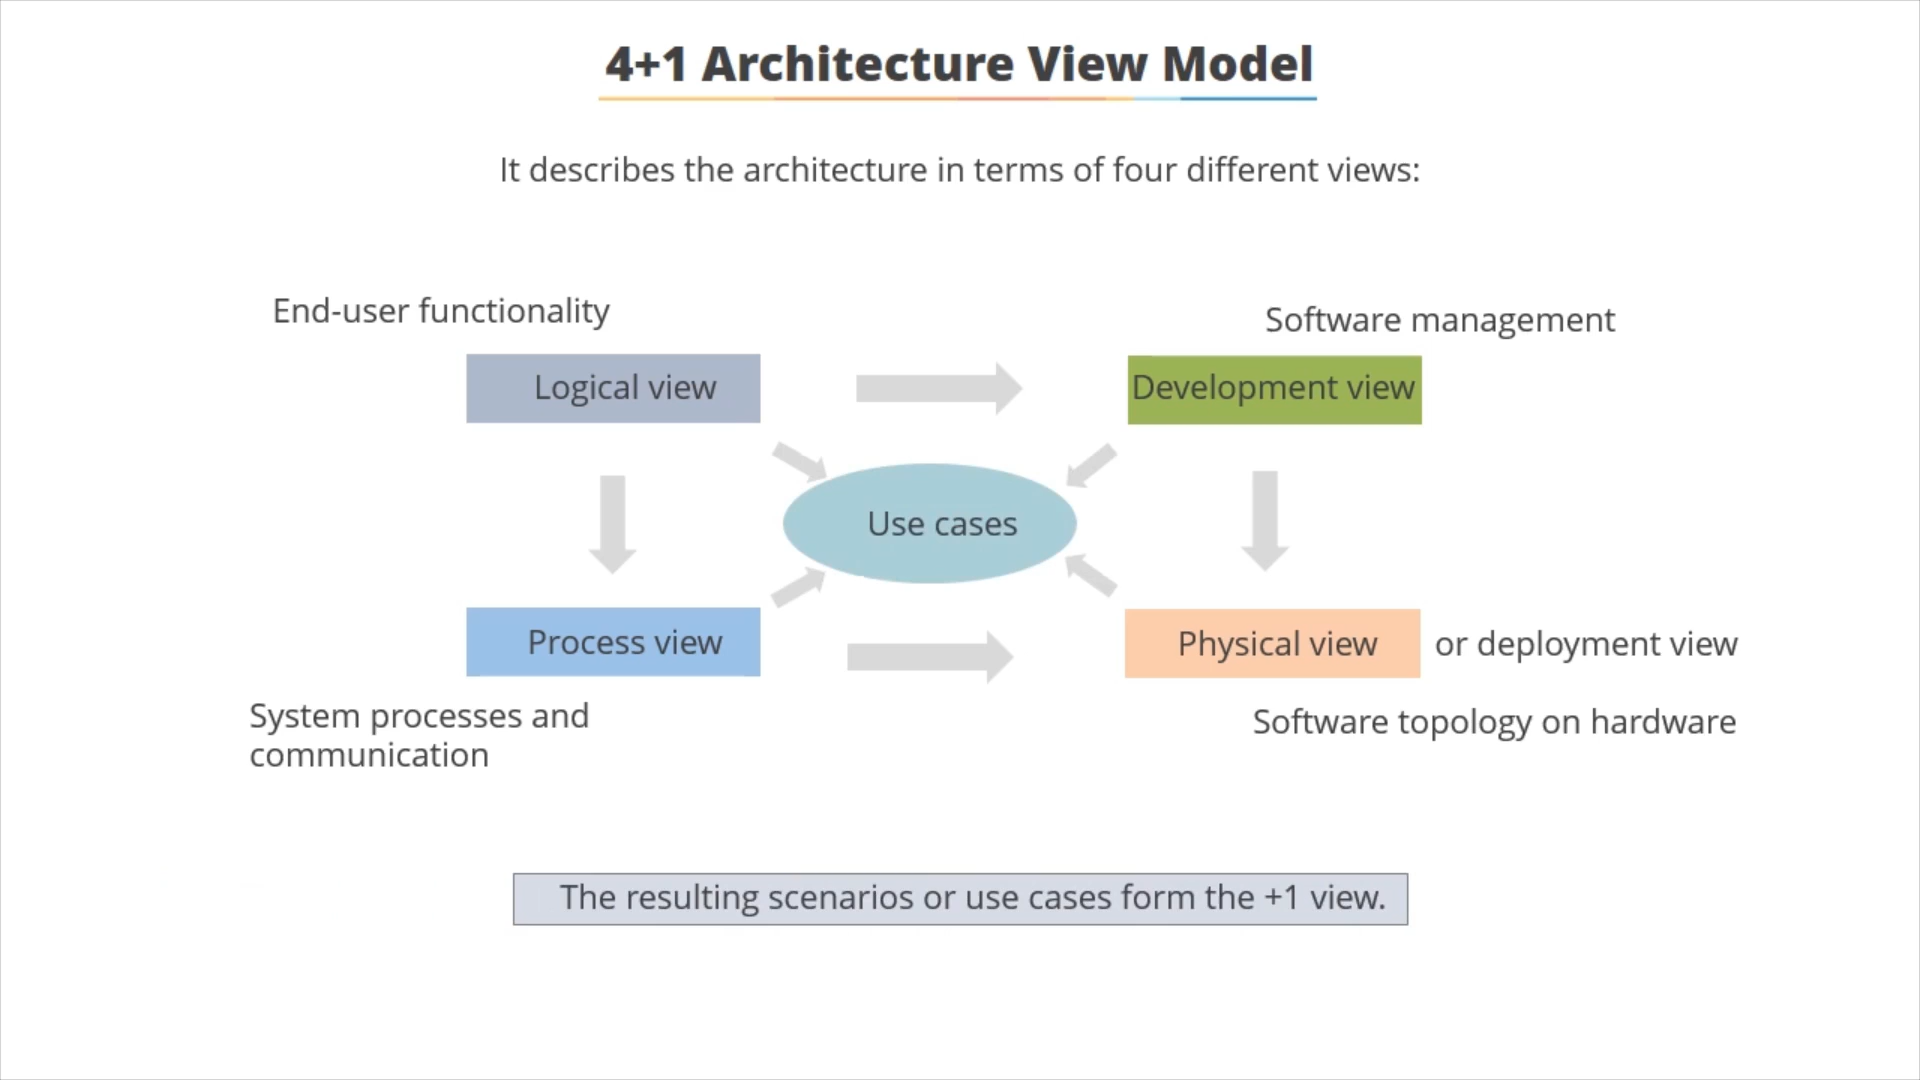 4+1 Architecture View Model
It describes the architecture in terms of four different views:
End-user functionality
Software management
Logical view
Development view
Use cases
Process view
Physical view
or deployment view
System processes and
communication
Software topology on hardware
The resulting scenarios or use cases form the +1 view.